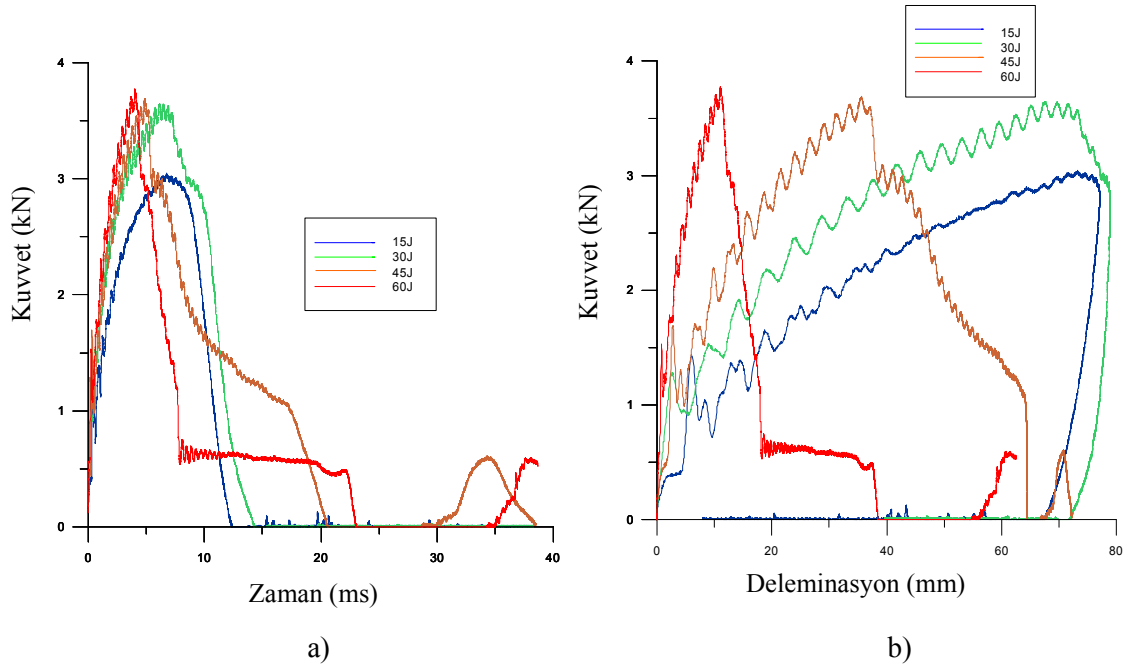 4
3
2
1
0
Kuvvet (kN)
15J
30J
45J
60J
0
10
20
30
40
Zaman (ms)
a)
15J
30J
45J
60J
4
3
2
1
0
Kuvvet (kN)
0
20
40
60
80
Deleminasyon (mm)
b)